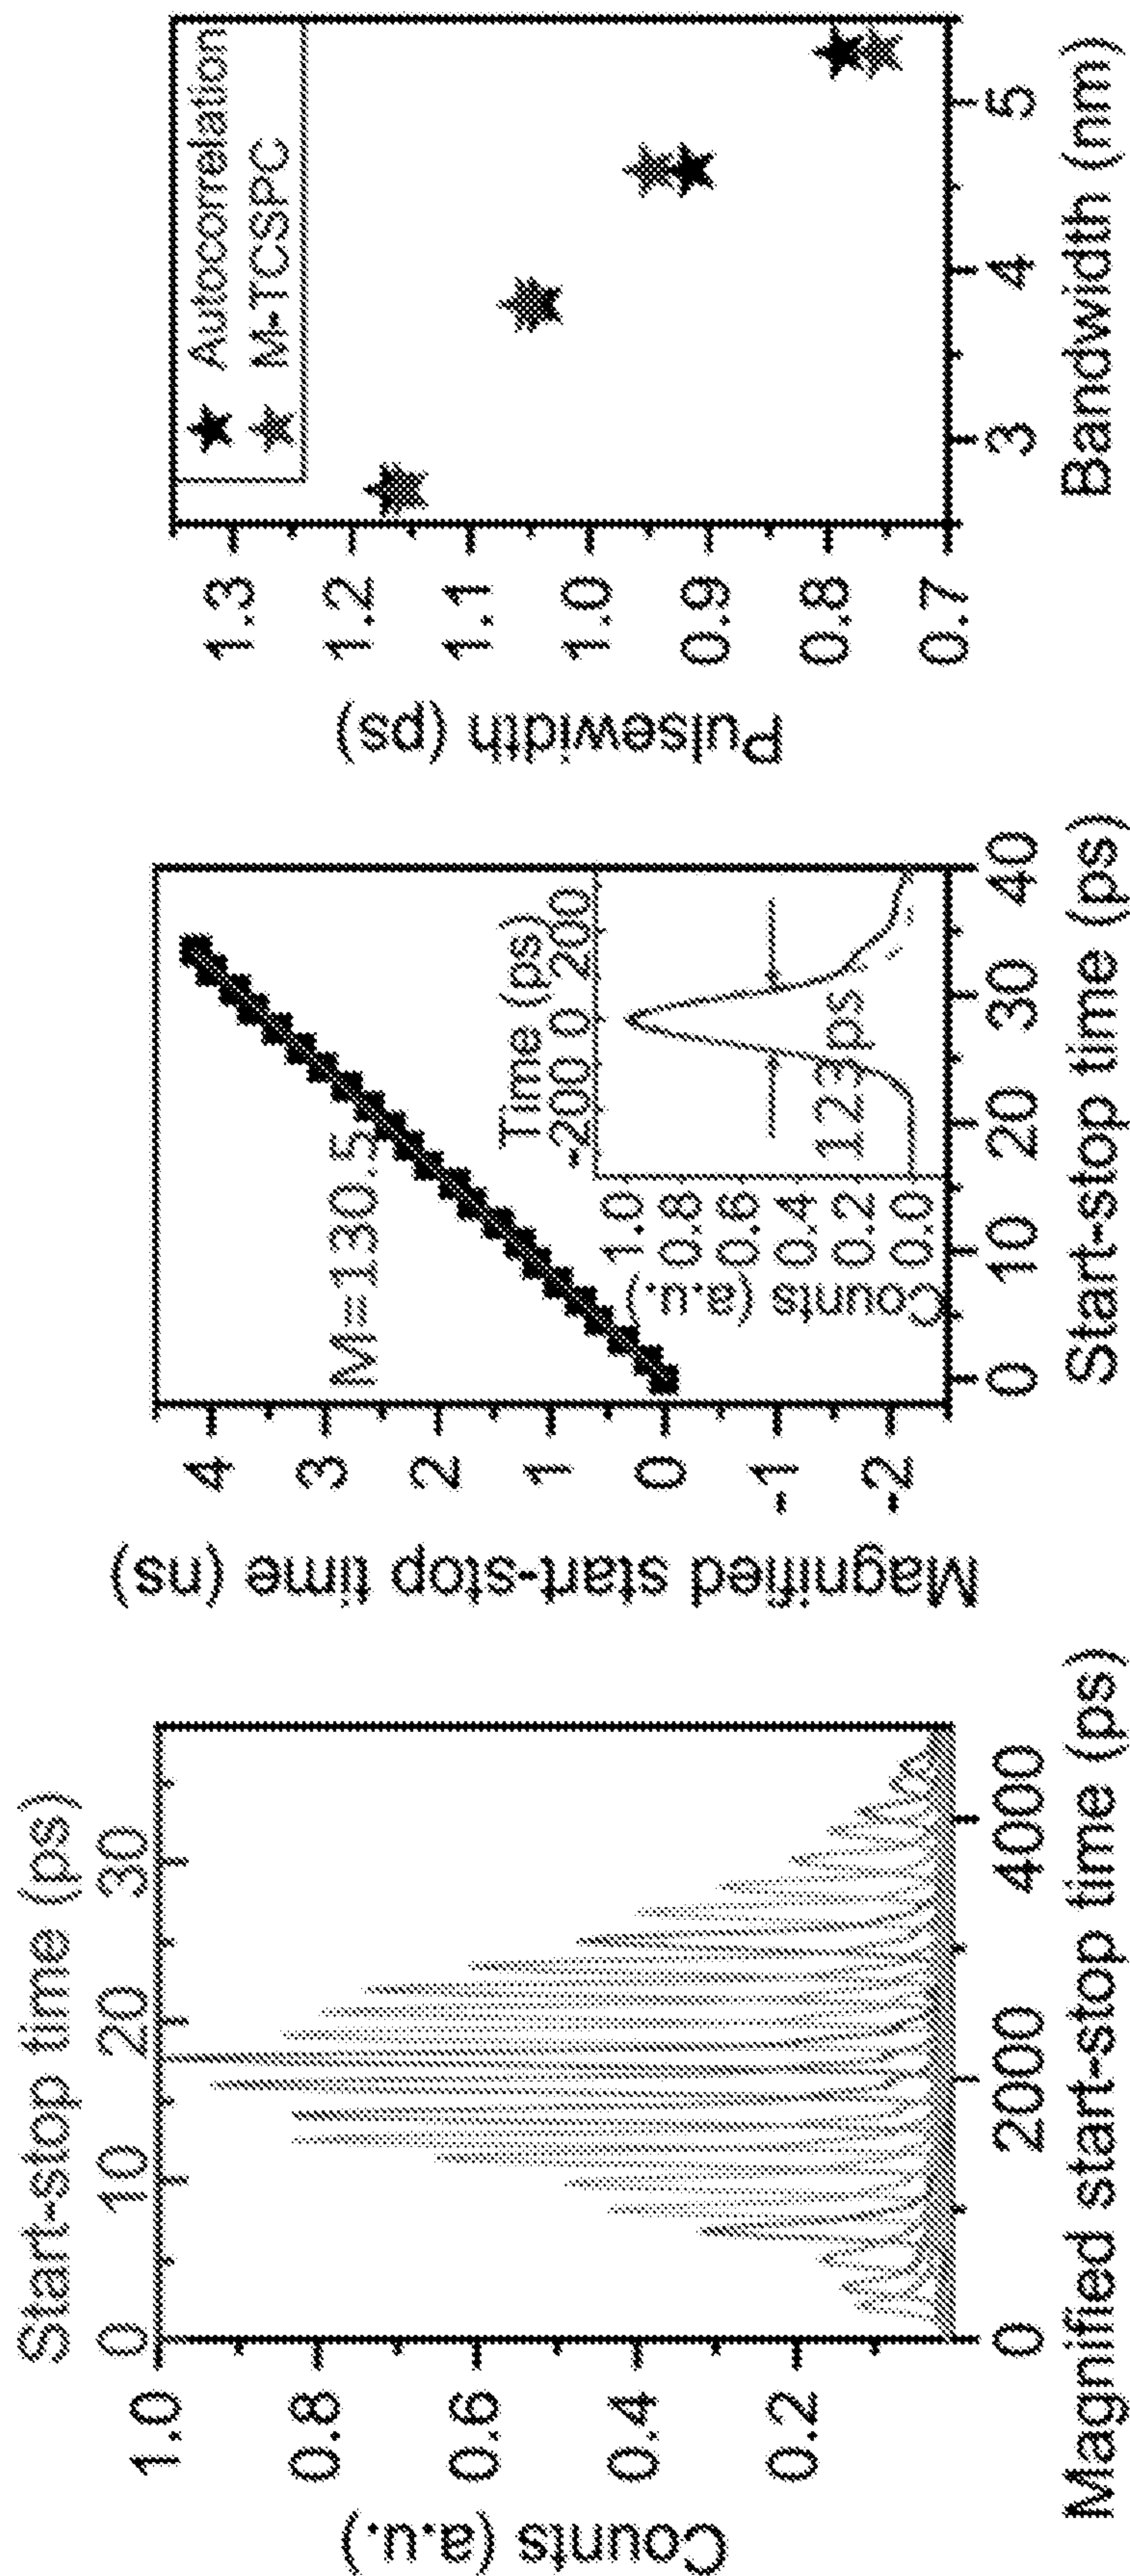 Start-stop time (ps)
0 10 20 30
1.0
0.8
0.6
0.4
0.2
Counts (a.u.)
0 2000 4000
Magnified start-stop time (ps)
4
3
2
1
0
-1
-2
Magnified start-stop time (ns)
M=130.5
Time (ps)
-200 0 200
1.0
0.8
0.6
0.4
0.2
0.0
Counts (a.u.)
123 ps
0 10 20 30 40
Start-stop time (ps)
Autocorrelation
M-TCSPC
1.3
1.2
1.1
1.0
0.9
0.8
0.7
Pulsewidth (ps)
3 4 5
Bandwidth (nm)